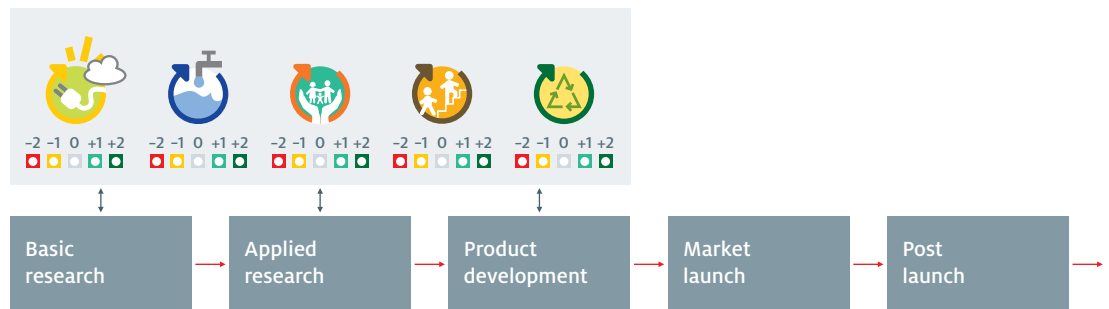 −2 −1 0 +1 +2 −2 −1 0 +1 +2 −2 −1 0 +1 +2 −2 −1 0 +1 +2 −2 −1 0 +1 +2
Basic
research
Applied
research
Product
development
Market
launch
Post
launch